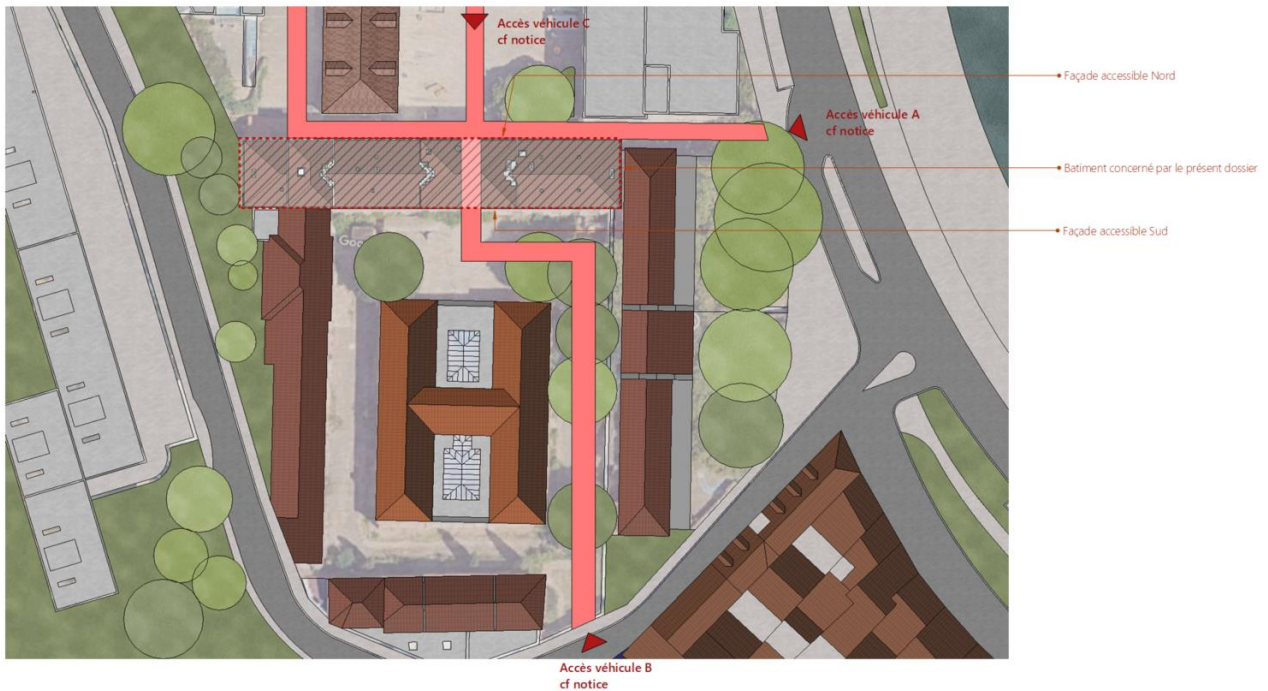 Accès véhicule C
cf notice
Façade accessible Nord
Accès véhicule A
cf notice
Batiment concerné par le présent dossier
Façade accessible Sud
Goo
Accès véhicule B
cf notice